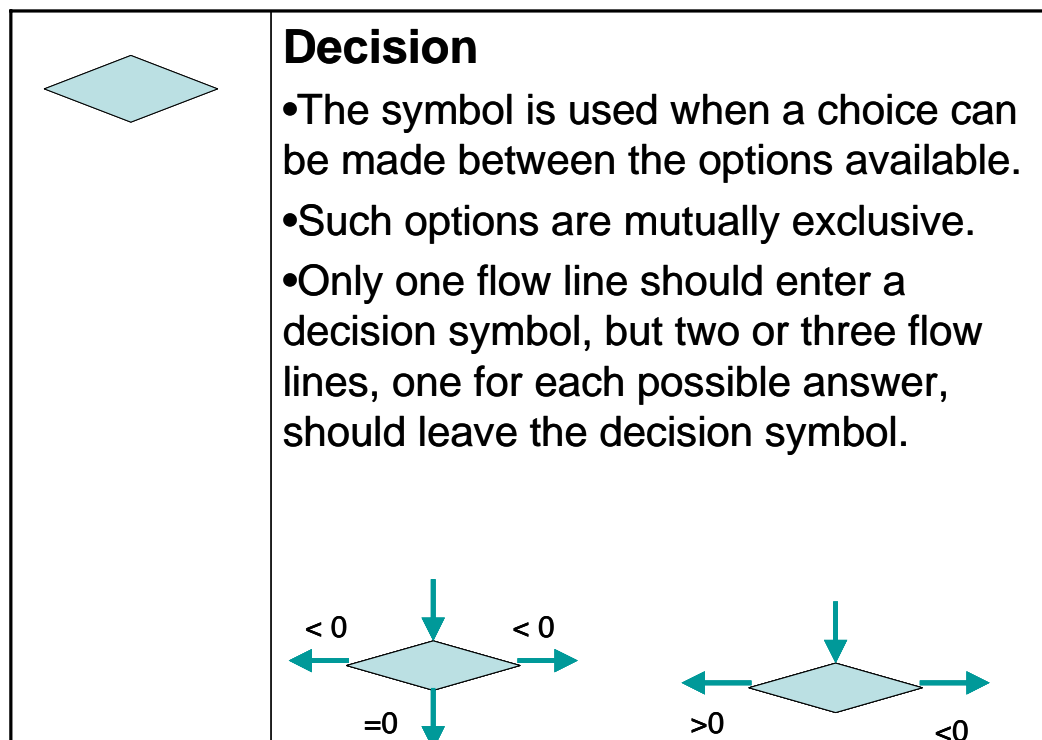 Decision
•The symbol is used when a choice can
be made between the options available.
•Such options are mutually exclusive.
•Only one flow line should enter a
decision symbol, but two or three flow
lines, one for each possible answer,
should leave the decision symbol.
< 0 < 0
=0 >0 <0